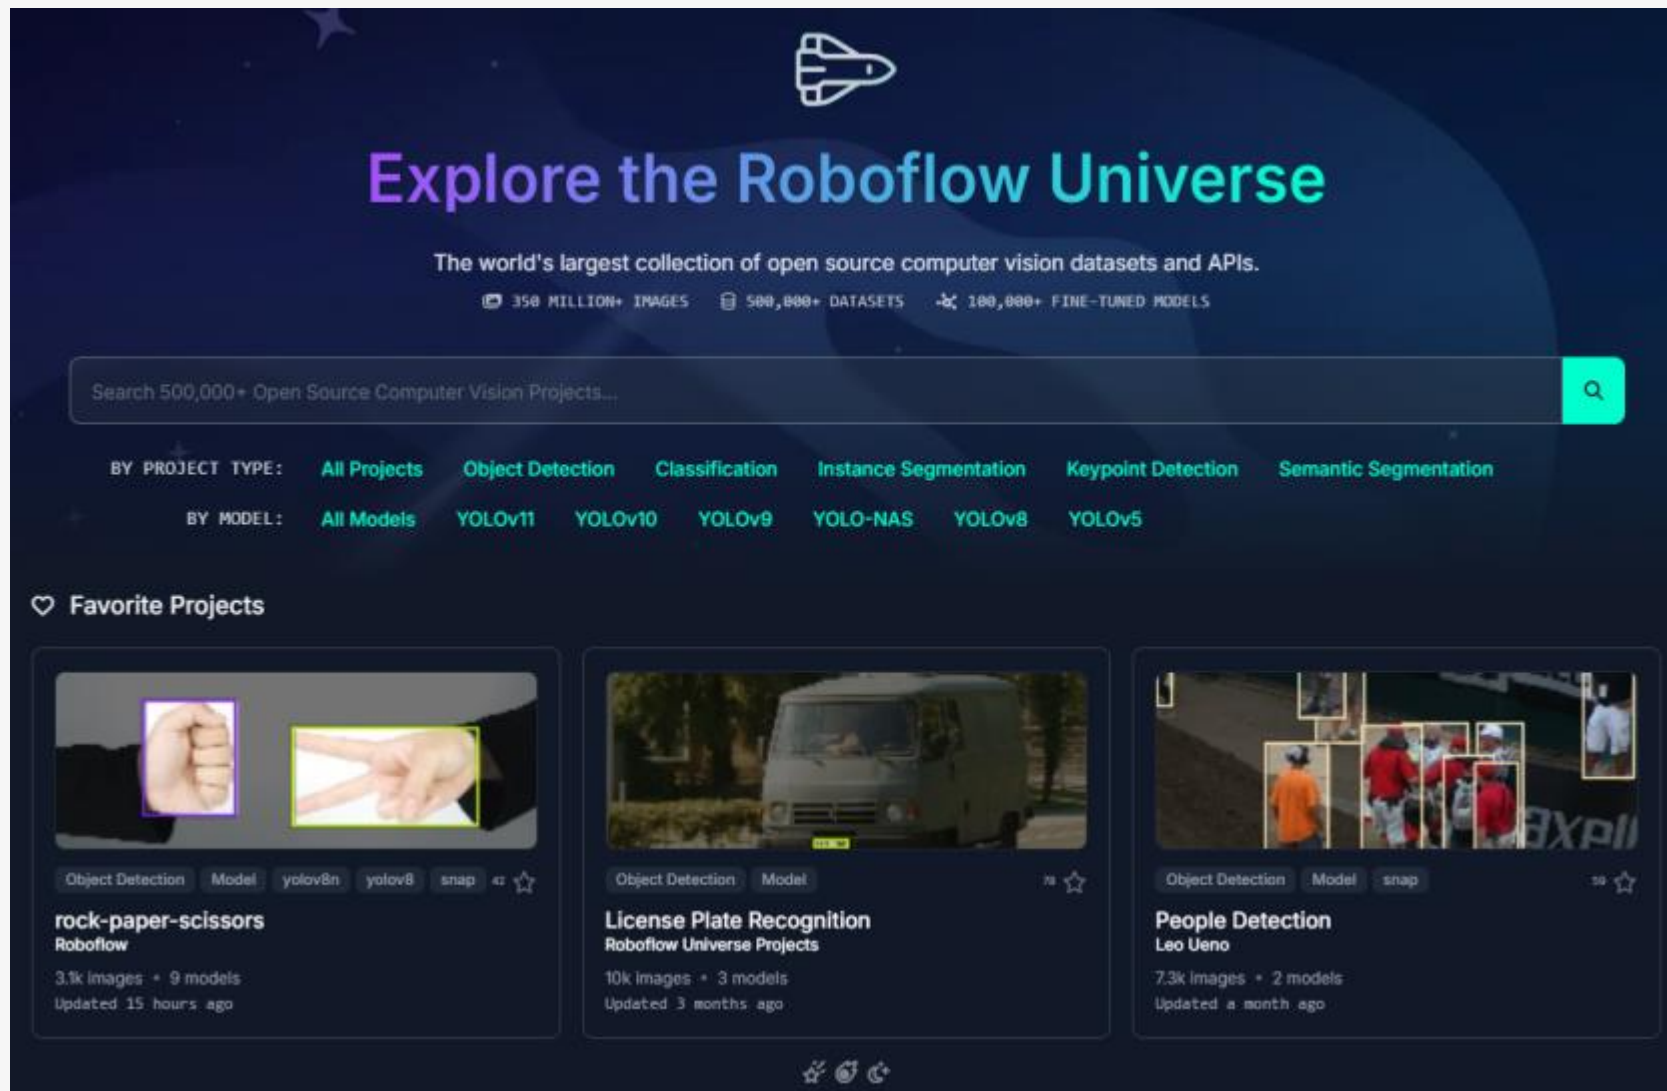 Explore the Roboflow Universe
The world's largest collection of open source computer vision datasets and APIs.
350 MILLION+ IMAGES 500,000+ DATASETS 100,000+ FINE-TUNED MODELS
Search 500,000+ Open Source Computer Vision Projects...
BY PROJECT TYPE: All Projects Object Detection Classification Instance Segmentation Keypoint Detection Semantic Segmentation
BY MODEL: All Models YOLOv11 YOLOv10 YOLOv9 YOLO-NAS YOLOv8 YOLOv5
Favorite Projects
Object Detection Model yolov8n yolov8 snap 42
rock-paper-scissors
Roboflow
3.1k images • 9 models
Updated 15 hours ago
Object Detection Model 78
License Plate Recognition
Roboflow Universe Projects
10k images • 3 models
Updated 3 months ago
Object Detection Model snap 59
People Detection
Leo Ueno
7.3k images • 2 models
Updated a month ago